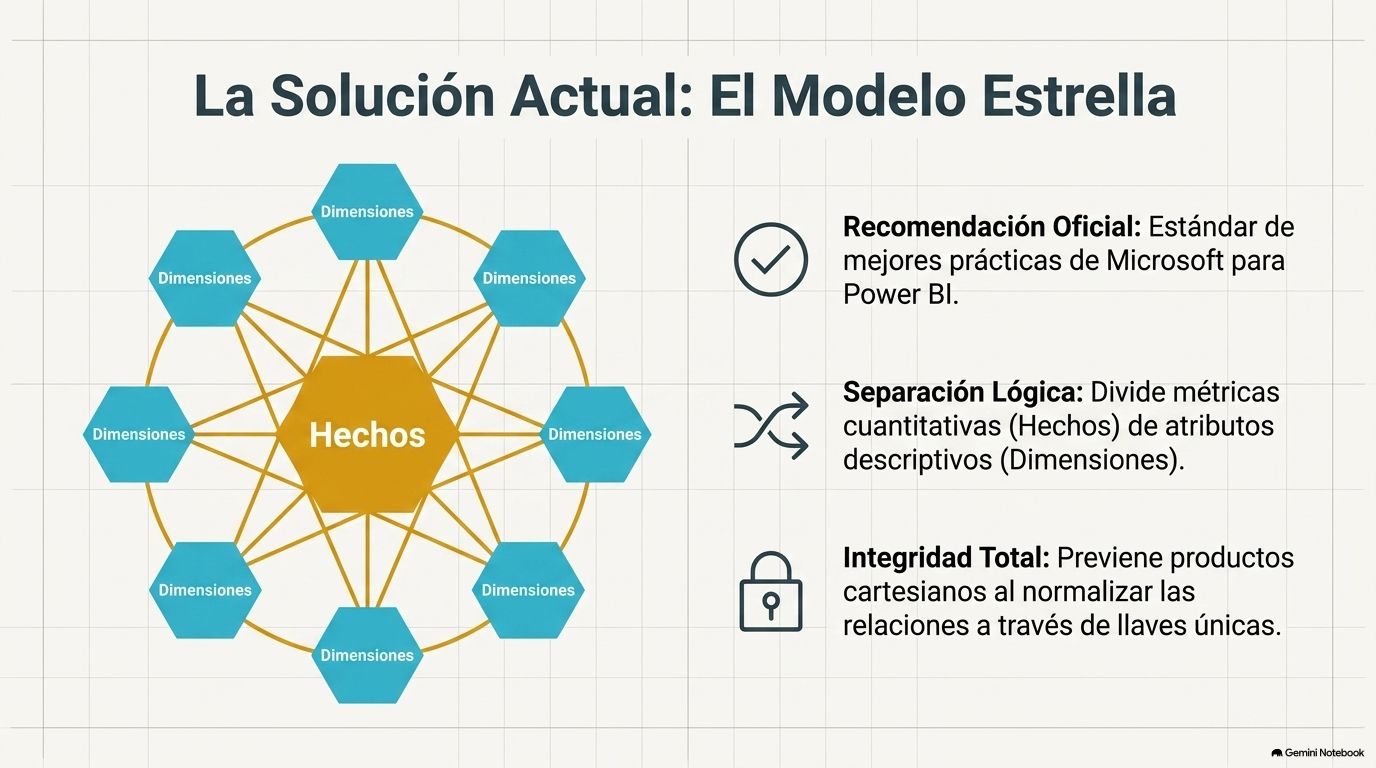 La Solución Actual: El Modelo Estrella
Dimensiones
Dimensiones
Dimensiones
Dimensiones
Hechos
Dimensiones
Dimensiones
Dimensiones
Dimensiones
Recomendación Oficial: Estándar de
mejores prácticas de Microsoft para
Power BI.
Separación Lógica: Divide métricas
cuantitativas (Hechos) de atributos
descriptivos (Dimensiones).
Integridad Total: Previene productos
cartesianos al normalizar las
relaciones a través de llaves únicas.
Gemini Notebook